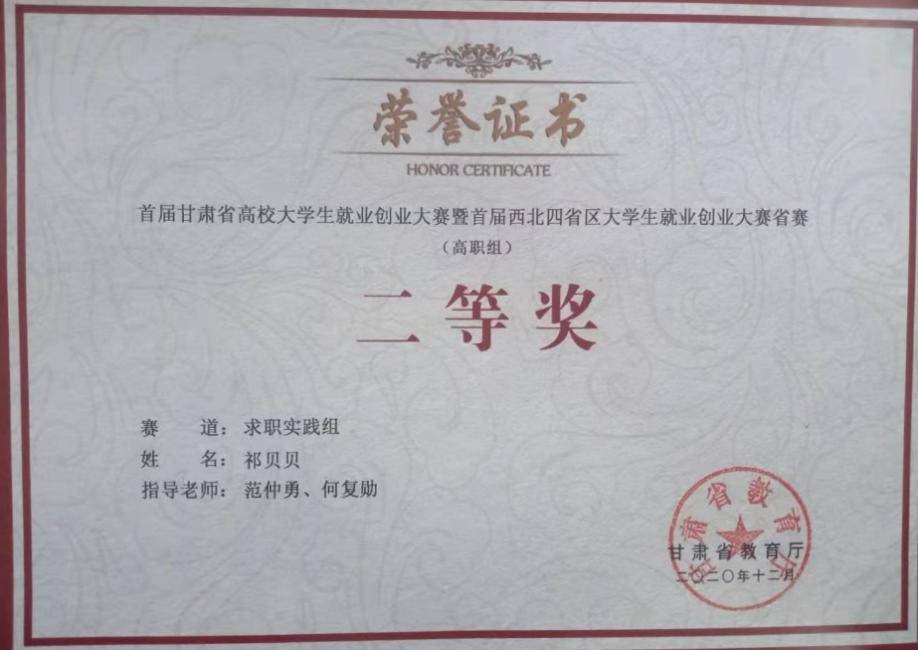 荣誉证书
HONOR CERTIFICATE
首届甘肃省高校大学生就业创业大赛暨首届西北四省区大学生就业创业大赛省赛
（高职组）
二等奖
赛　　道：求职实践组
姓　　名：祁贝贝
指导老师：范仲勇、何复勋
甘肃省教育厅
甘肃省教育厅
二〇二〇年十二月